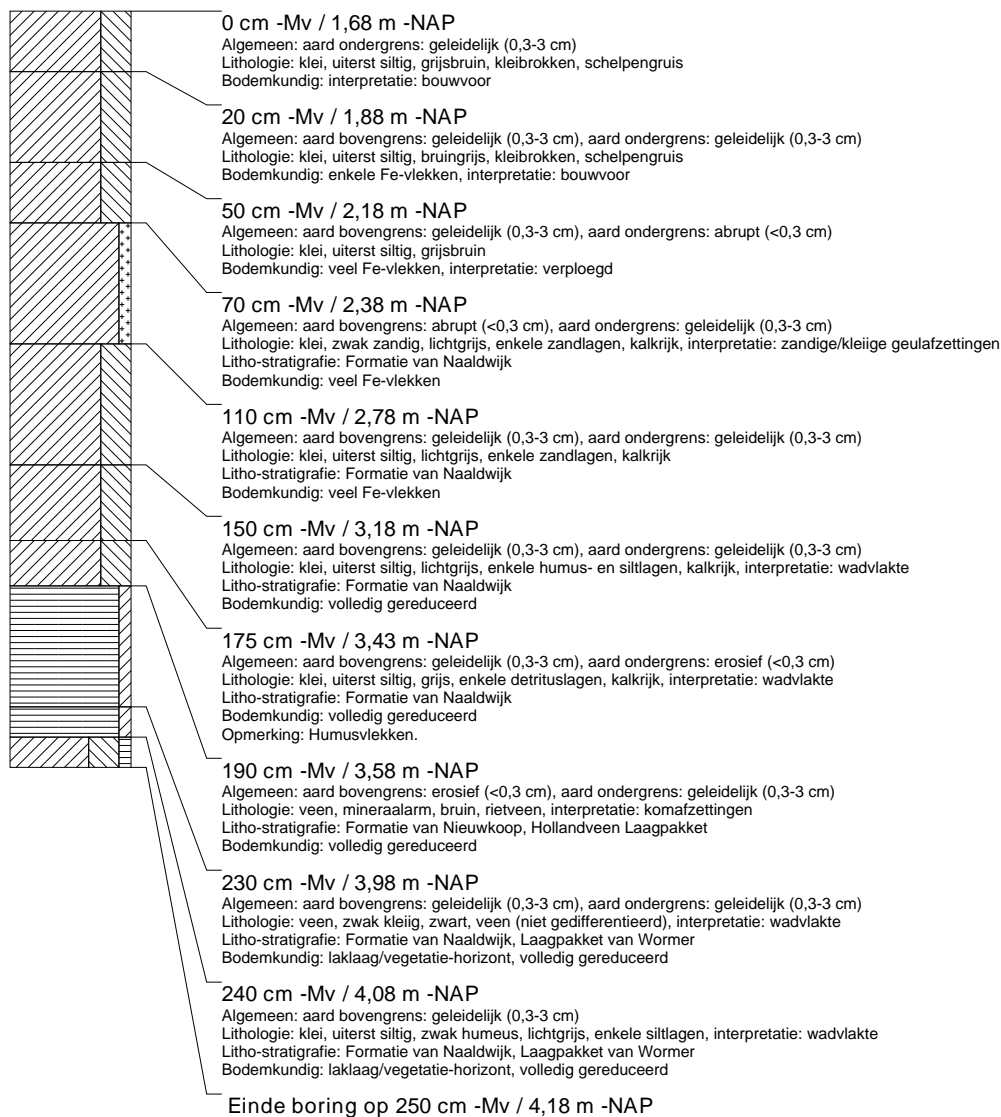 0 cm -Mv / 1,68 m -NAP
Algemeen: aard ondergrens: geleidelijk (0,3-3 cm)
Lithologie: klei, uiterst siltig, grijsbruin, kleibrokken, schelpengruis
Bodemkundig: interpretatie: bouwvoor
20 cm -Mv / 1,88 m -NAP
Algemeen: aard bovengrens: geleidelijk (0,3-3 cm), aard ondergrens: geleidelijk (0,3-3 cm)
Lithologie: klei, uiterst siltig, bruingrijs, kleibrokken, schelpengruis
Bodemkundig: enkele Fe-vlekken, interpretatie: bouwvoor
50 cm -Mv / 2,18 m -NAP
Algemeen: aard bovengrens: geleidelijk (0,3-3 cm), aard ondergrens: abrupt (<0,3 cm)
Lithologie: klei, uiterst siltig, grijsbruin
Bodemkundig: veel Fe-vlekken, interpretatie: verploegd
70 cm -Mv / 2,38 m -NAP
Algemeen: aard bovengrens: abrupt (<0,3 cm), aard ondergrens: geleidelijk (0,3-3 cm)
Lithologie: klei, zwak zandig, lichtgrijs, enkele zandlagen, kalkrijk, interpretatie: zandige/kleiige geulafzettingen
Litho-stratigrafie: Formatie van Naaldwijk
Bodemkundig: veel Fe-vlekken
110 cm -Mv / 2,78 m -NAP
Algemeen: aard bovengrens: geleidelijk (0,3-3 cm), aard ondergrens: geleidelijk (0,3-3 cm)
Lithologie: klei, uiterst siltig, lichtgrijs, enkele zandlagen, kalkrijk
Litho-stratigrafie: Formatie van Naaldwijk
Bodemkundig: veel Fe-vlekken
150 cm -Mv / 3,18 m -NAP
Algemeen: aard bovengrens: geleidelijk (0,3-3 cm), aard ondergrens: geleidelijk (0,3-3 cm)
Lithologie: klei, uiterst siltig, lichtgrijs, enkele humus- en siltlagen, kalkrijk, interpretatie: wadvlakte
Litho-stratigrafie: Formatie van Naaldwijk
Bodemkundig: volledig gereduceerd
175 cm -Mv / 3,43 m -NAP
Algemeen: aard bovengrens: geleidelijk (0,3-3 cm), aard ondergrens: erosief (<0,3 cm)
Lithologie: klei, uiterst siltig, grijs, enkele detrituslagen, kalkrijk, interpretatie: wadvlakte
Litho-stratigrafie: Formatie van Naaldwijk
Bodemkundig: volledig gereduceerd
Opmerking: Humusvlekken.
190 cm -Mv / 3,58 m -NAP
Algemeen: aard bovengrens: erosief (<0,3 cm), aard ondergrens: geleidelijk (0,3-3 cm)
Lithologie: veen, mineraalarm, bruin, rietveen, interpretatie: komafzettingen
Litho-stratigrafie: Formatie van Nieuwkoop, Hollandveen Laagpakket
Bodemkundig: volledig gereduceerd
230 cm -Mv / 3,98 m -NAP
Algemeen: aard bovengrens: geleidelijk (0,3-3 cm), aard ondergrens: geleidelijk (0,3-3 cm)
Lithologie: veen, zwak kleiig, zwart, veen (niet gedifferentieerd), interpretatie: wadvlakte
Litho-stratigrafie: Formatie van Naaldwijk, Laagpakket van Wormer
Bodemkundig: laklaag/vegetatie-horizont, volledig gereduceerd
240 cm -Mv / 4,08 m -NAP
Algemeen: aard bovengrens: geleidelijk (0,3-3 cm)
Lithologie: klei, uiterst siltig, zwak humeus, lichtgrijs, enkele siltlagen, interpretatie: wadvlakte
Litho-stratigrafie: Formatie van Naaldwijk, Laagpakket van Wormer
Bodemkundig: laklaag/vegetatie-horizont, volledig gereduceerd
Einde boring op 250 cm -Mv / 4,18 m -NAP